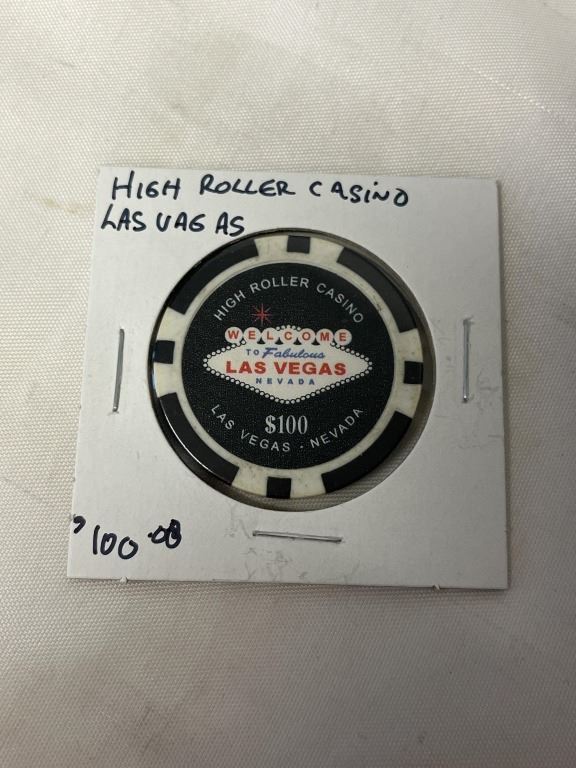 HIGH ROLLER CASINO
LAS VAGAS
HIGH ROLLER CASINO
WELCOME
TO Fabulous
LAS VEGAS
NEVADA
$100
LAS VEGAS · NEVADA
$100.00